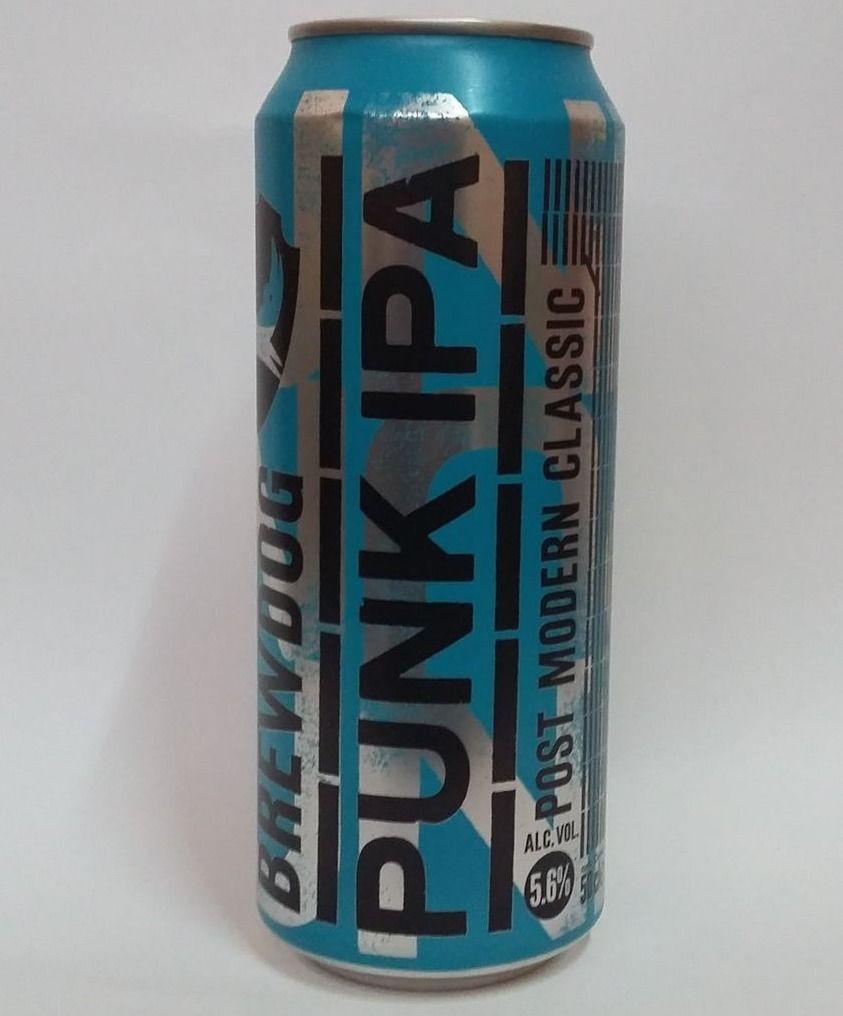 BREWDOG
PUNK IPA
POST MODERN CLASSIC
ALC.VOL.
5.6%